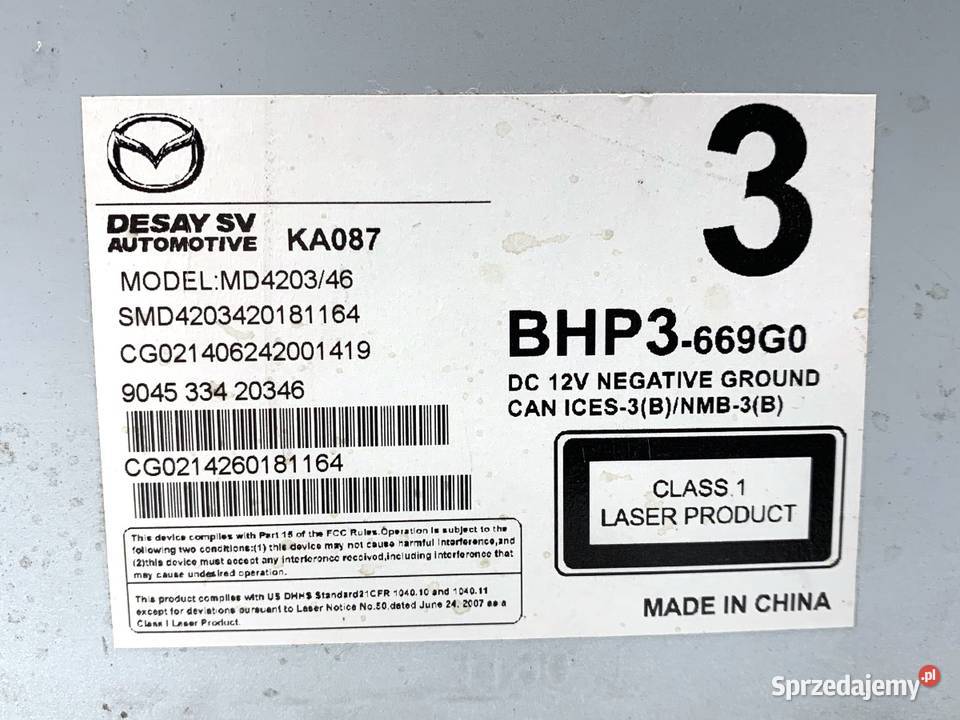 DESAY SV
AUTOMOTIVE
KA087
MODEL:MD4203/46
SMD4203420181164
CG021406242001419
9045 334 20346
CG0214260181164
This device complies with Part 15 of the FCC Rules.Operation is subject to the
following two conditions:(1) this device may not cause harmful interference,and
(2)this device must accept any interference received,including interference that
may cause undesired operation.
This product complies with US DHHS Standard21CFR 1040.10 and 1040.11
except for deviations pursuant to Laser Notice No.50,dated June 24, 2007 as a
Class I Laser Product.
3
BHP3-669G0
DC 12V NEGATIVE GROUND
CAN ICES-3(B)/NMB-3(B)
CLASS 1
LASER PRODUCT
MADE IN CHINA
Sprzedajemy.pl